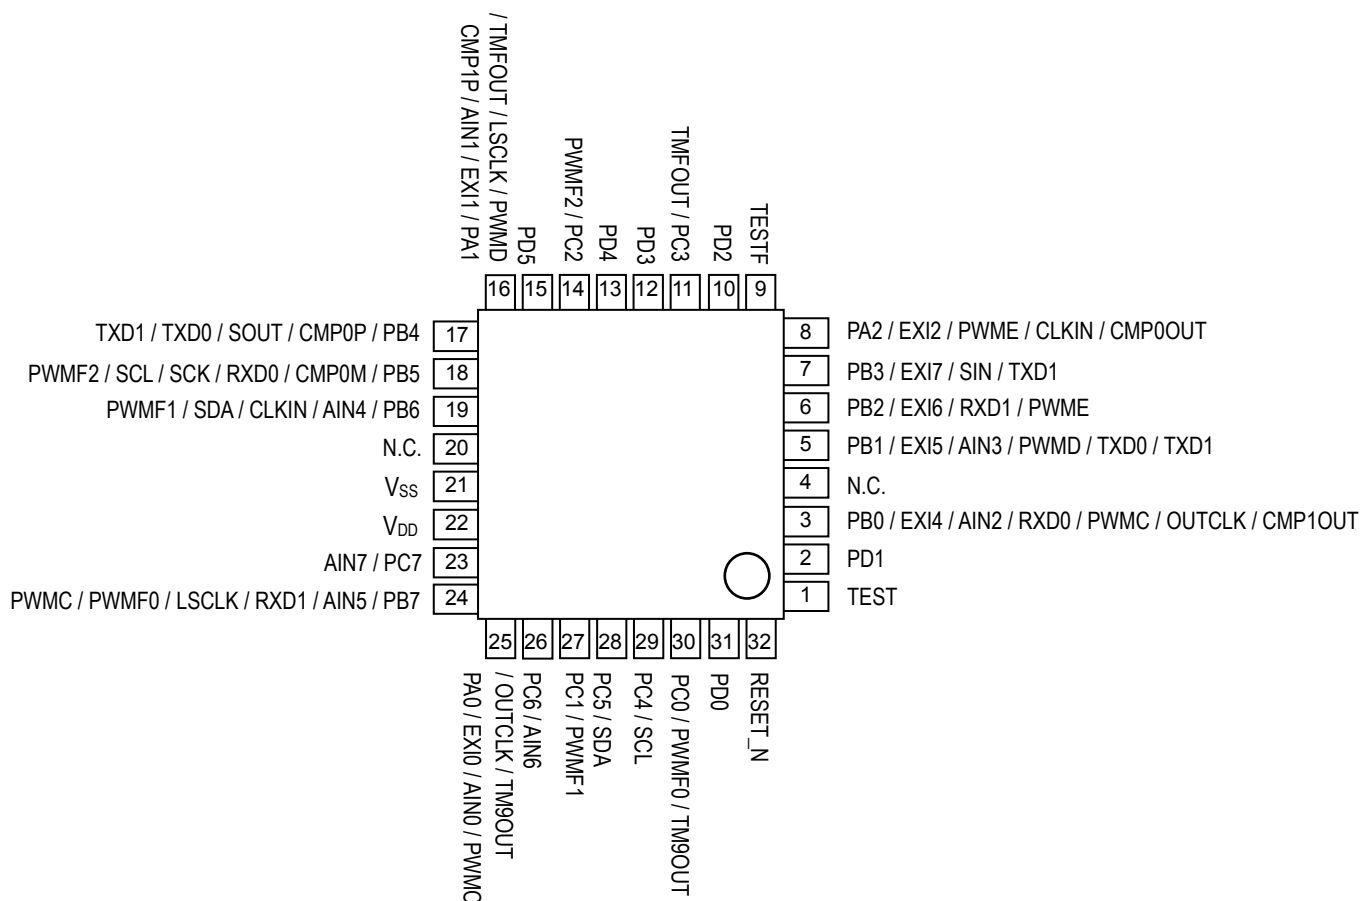 / TMFOUT / LSCLK / PWMD
CMP1P / AIN1 / EXI1 / PA1
PD5
PWMF2 / PC2
PD4
PD3
TMFOUT / PC3
PD2
TESTF
16 15 14 13 12 11 10 9
TXD1 / TXD0 / SOUT / CMP0P / PB4 17
PWMF2 / SCL / SCK / RXD0 / CMP0M / PB5 18
PWMF1 / SDA / CLKIN / AIN4 / PB6 19
N.C. 20
VSS 21
VDD 22
AIN7 / PC7 23
PWMC / PWMF0 / LSCLK / RXD1 / AIN5 / PB7 24
8 PA2 / EXI2 / PWME / CLKIN / CMP0OUT
7 PB3 / EXI7 / SIN / TXD1
6 PB2 / EXI6 / RXD1 / PWME
5 PB1 / EXI5 / AIN3 / PWMD / TXD0 / TXD1
4 N.C.
3 PB0 / EXI4 / AIN2 / RXD0 / PWMC / OUTCLK / CMP1OUT
2 PD1
1 TEST
25 26 27 28 29 30 31 32
PA0 / EXI0 / AIN0 / PWMC
/ OUTCLK / TM9OUT
PC6 / AIN6
PC1 / PWMF1
PC5 / SDA
PC4 / SCL
PC0 / PWMF0 / TM9OUT
PD0
RESET_N